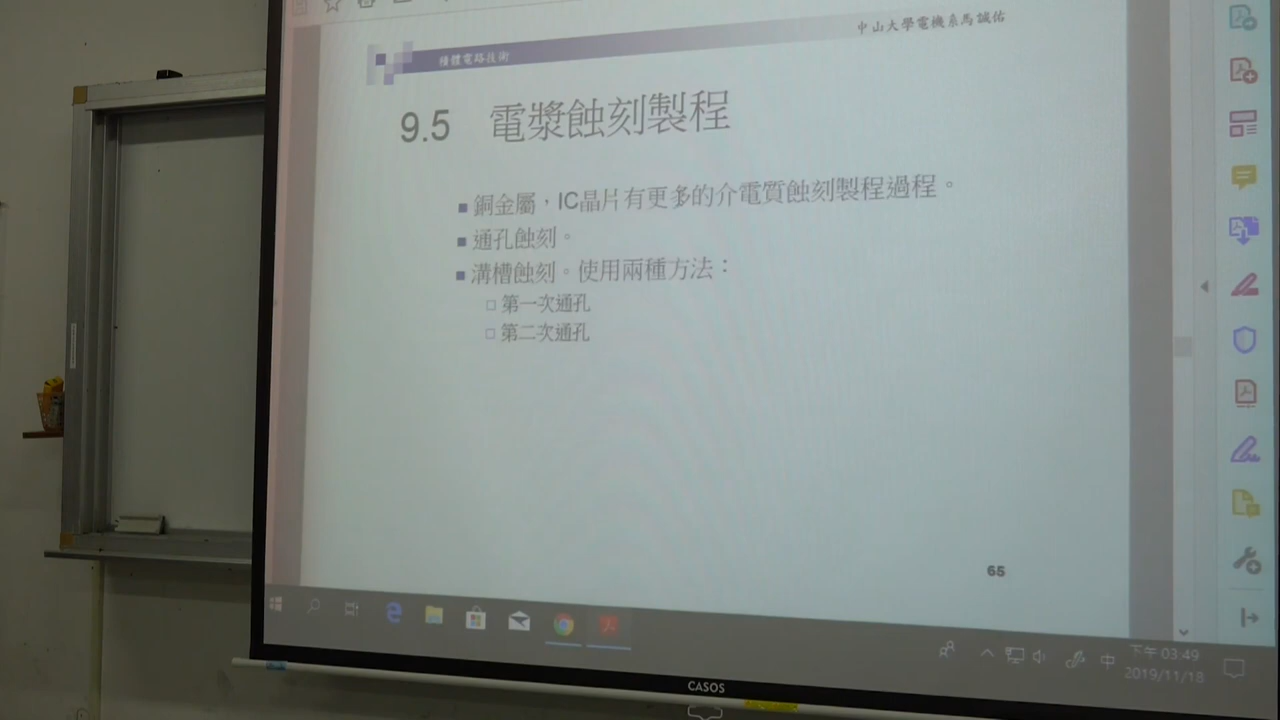 中山大學電機系馬誠佑
積體電路技術
9.5 電漿蝕刻製程
銅金屬，IC晶片有更多的介電質蝕刻製程過程。
通孔蝕刻。
溝槽蝕刻。使用兩種方法：
第一次通孔
第二次通孔
65
中
下午 03:49
2019/11/18
CASOS